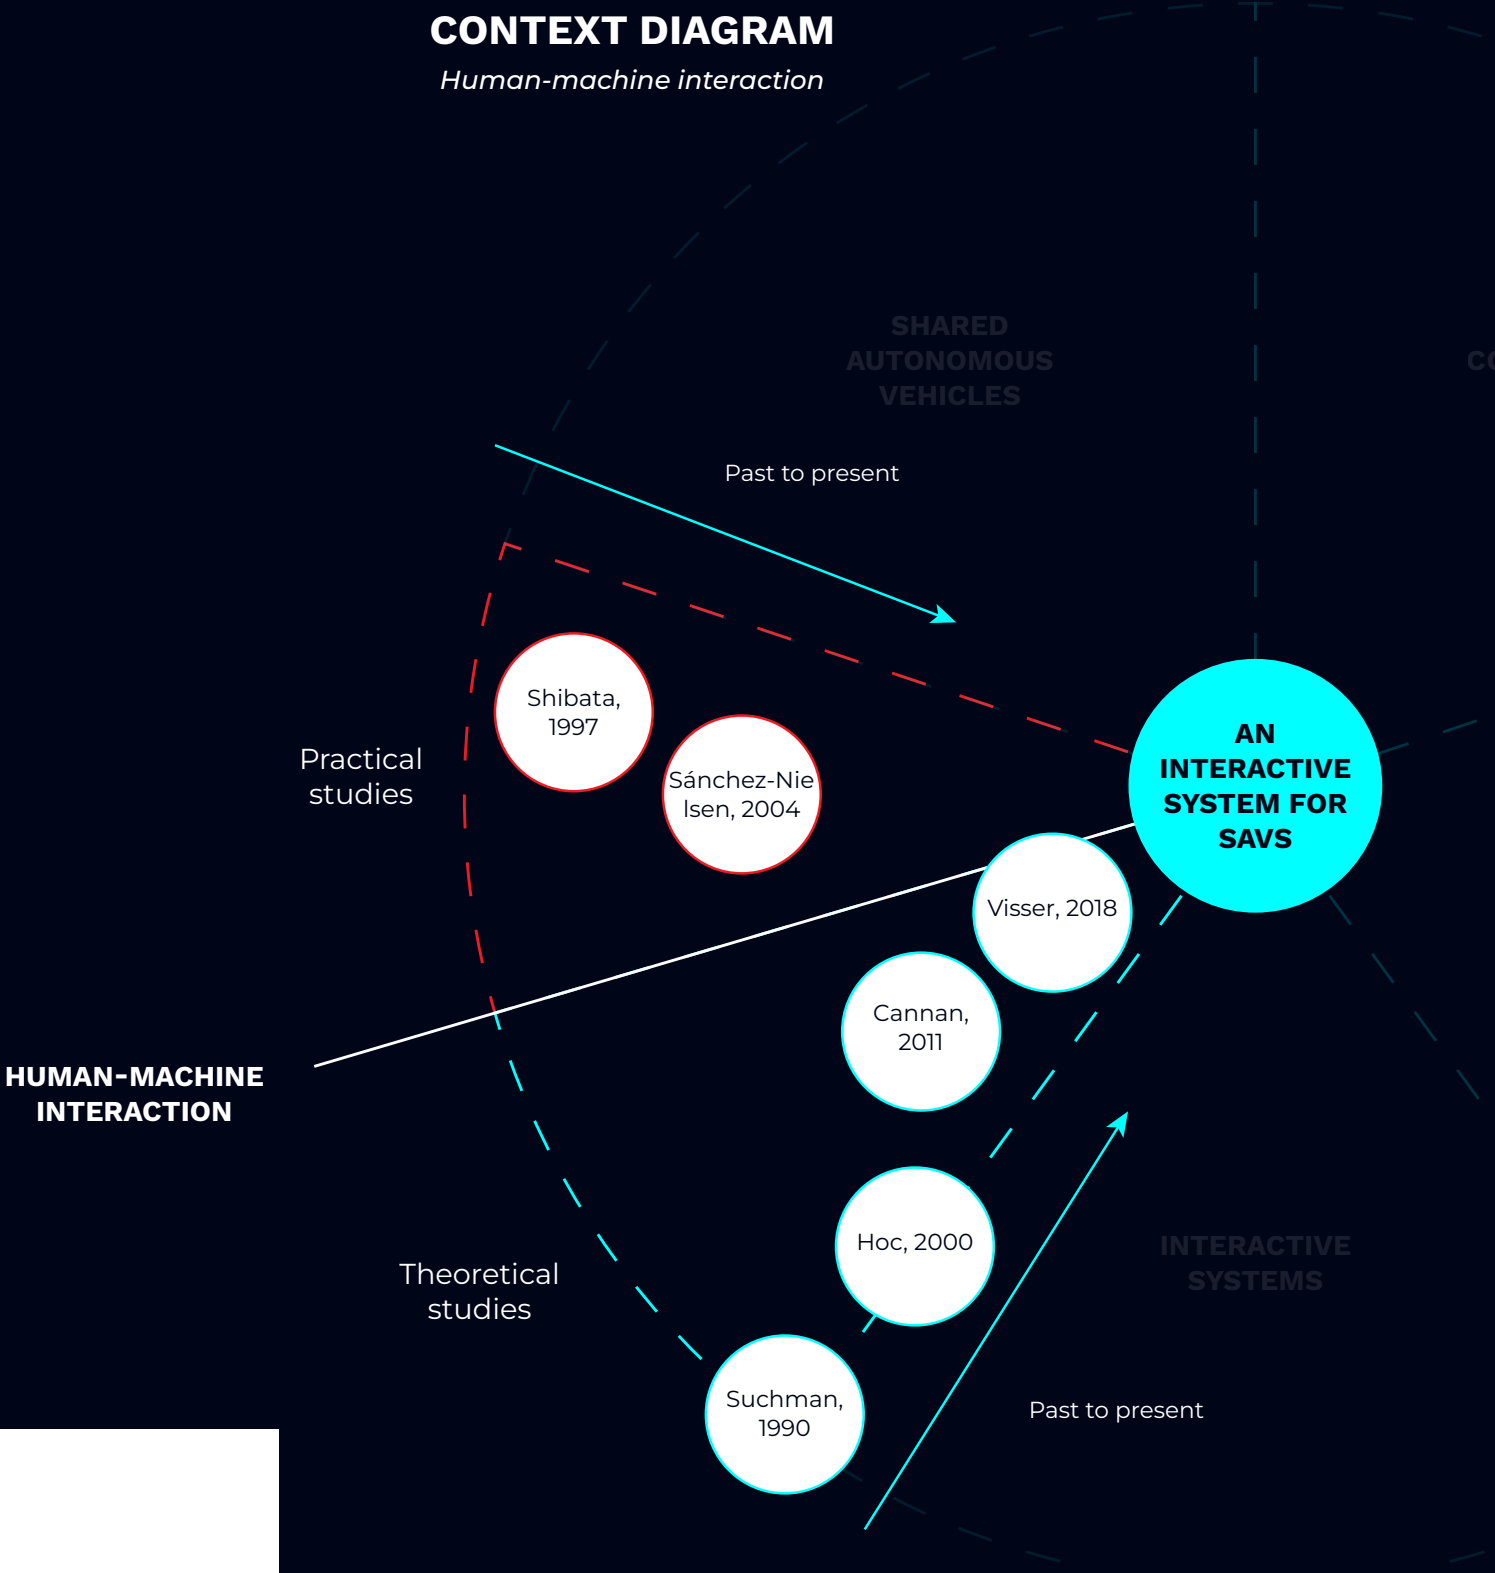 CONTEXT DIAGRAM
Human-machine interaction
SHARED
AUTONOMOUS
VEHICLES
Past to present
Shibata,
1997
Practical
studies
Sánchez-Nie
lsen, 2004
AN
INTERACTIVE
SYSTEM FOR
SAVS
Visser, 2018
Cannan,
2011
HUMAN-MACHINE
INTERACTION
Hoc, 2000
INTERACTIVE
SYSTEMS
Theoretical
studies
Suchman,
1990
Past to present